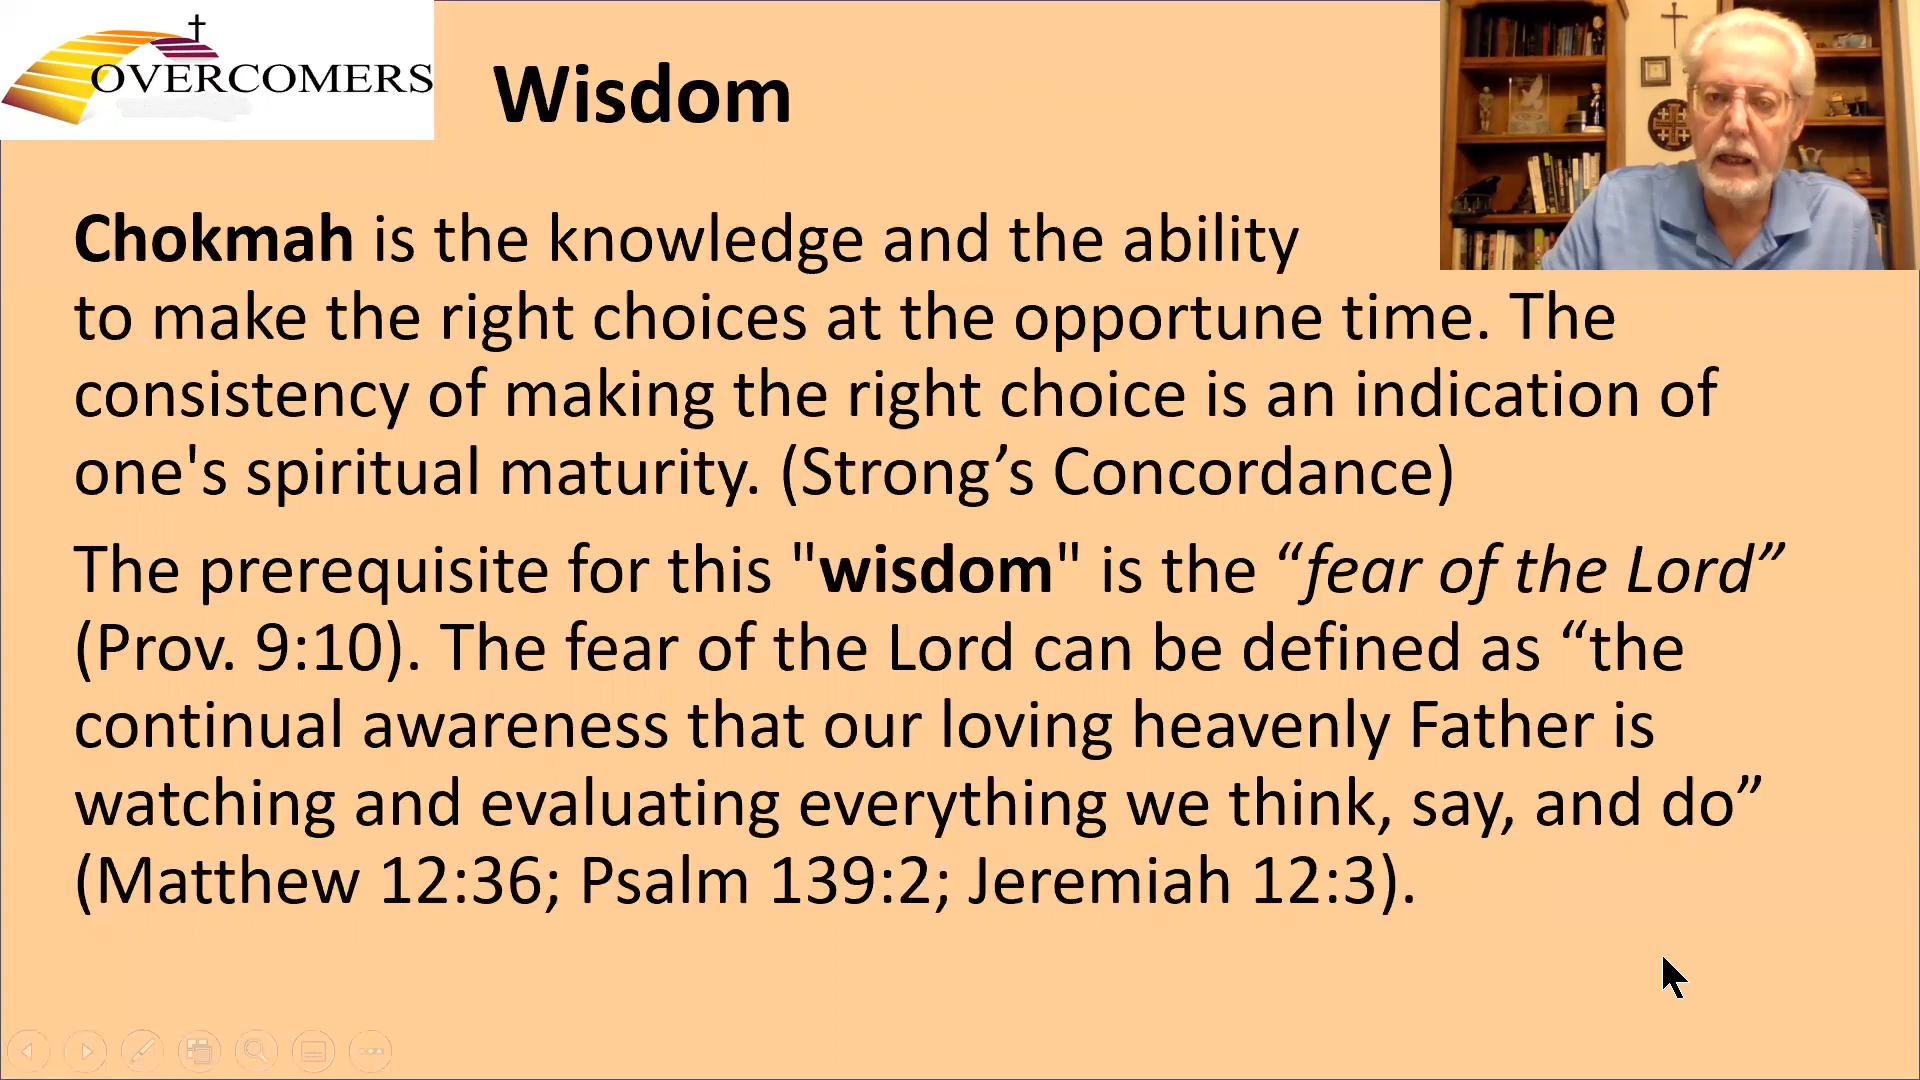 OVERCOMERS
Wisdom
Chokmah is the knowledge and the ability
to make the right choices at the opportune time. The
consistency of making the right choice is an indication of
one's spiritual maturity. (Strong’s Concordance)
The prerequisite for this "wisdom" is the “fear of the Lord”
(Prov. 9:10). The fear of the Lord can be defined as “the
continual awareness that our loving heavenly Father is
watching and evaluating everything we think, say, and do”
(Matthew 12:36; Psalm 139:2; Jeremiah 12:3).